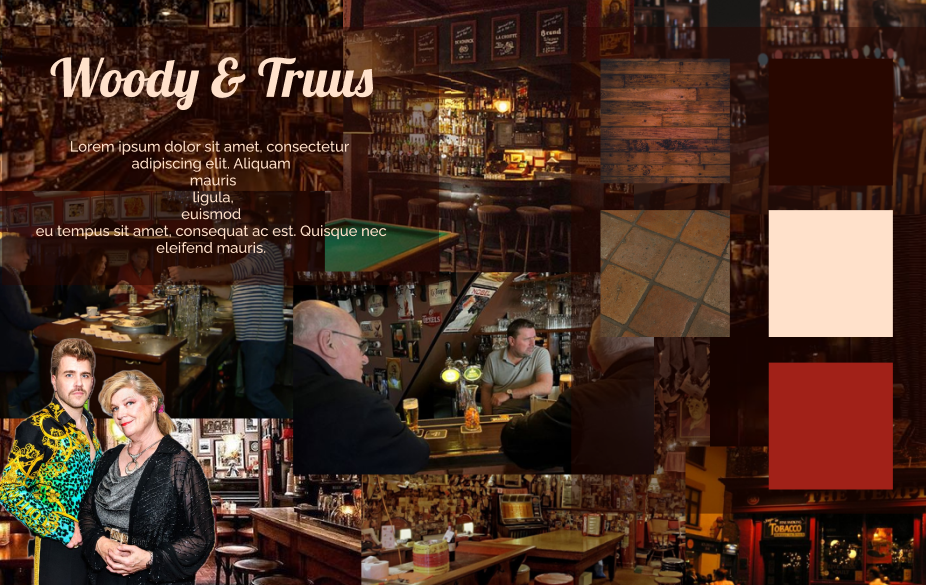 Woody & Truus
Lorem ipsum dolor sit amet, consectetur
adipiscing elit. Aliquam
mauris
ligula,
euismod
eu tempus sit amet, consequat ac est. Quisque nec
eleifend mauris.
TOBACCO